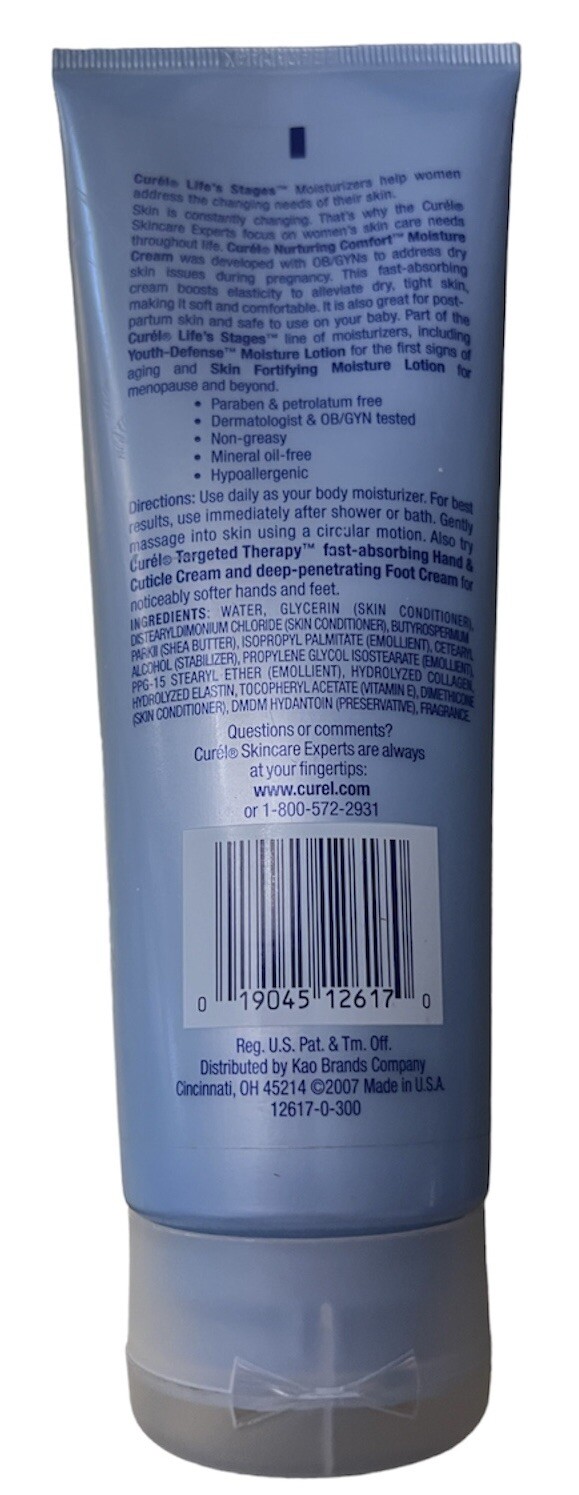 Curél® Life's Stages™ Moisturizers help women
address the changing needs of their skin.
Skin is constantly changing. That's why the Curél®
Skincare Experts focus on women's skin care needs
throughout life. Curél® Nurturing Comfort™ Moisture
Cream was developed with OB/GYNs to address dry
skin issues during pregnancy. This fast-absorbing
cream boosts elasticity to alleviate dry, tight skin,
making it soft and comfortable. It is also great for post-
partum skin and safe to use on your baby. Part of the
Curél® Life's Stages™ line of moisturizers, including
Youth-Defense™ Moisture Lotion for the first signs of
aging and Skin Fortifying Moisture Lotion for
menopause and beyond.
• Paraben & petrolatum free
• Dermatologist & OB/GYN tested
• Non-greasy
• Mineral oil-free
• Hypoallergenic
Directions: Use daily as your body moisturizer. For best
results, use immediately after shower or bath. Gently
massage into skin using a circular motion. Also try
Curél® Targeted Therapy™ fast-absorbing Hand &
Cuticle Cream and deep-penetrating Foot Cream for
noticeably softer hands and feet.
INGREDIENTS: WATER, GLYCERIN (SKIN CONDITIONER),
DISTEARYLDIMONIUM CHLORIDE (SKIN CONDITIONER), BUTYROSPERMUM
PARKII (SHEA BUTTER), ISOPROPYL PALMITATE (EMOLLIENT), CETEARYL
ALCOHOL (STABILIZER), PROPYLENE GLYCOL ISOSTEARATE (EMOLLIENT),
PPG-15 STEARYL ETHER (EMOLLIENT), HYDROLYZED COLLAGEN,
HYDROLYZED ELASTIN, TOCOPHERYL ACETATE (VITAMIN E), DIMETHICONE
(SKIN CONDITIONER), DMDM HYDANTOIN (PRESERVATIVE), FRAGRANCE.
Questions or comments?
Curél® Skincare Experts are always
at your fingertips:
www.curel.com
or 1-800-572-2931
0 19045 12617 0
Reg. U.S. Pat. & Tm. Off.
Distributed by Kao Brands Company
Cincinnati, OH 45214 ©2007 Made in U.S.A.
12617-0-300